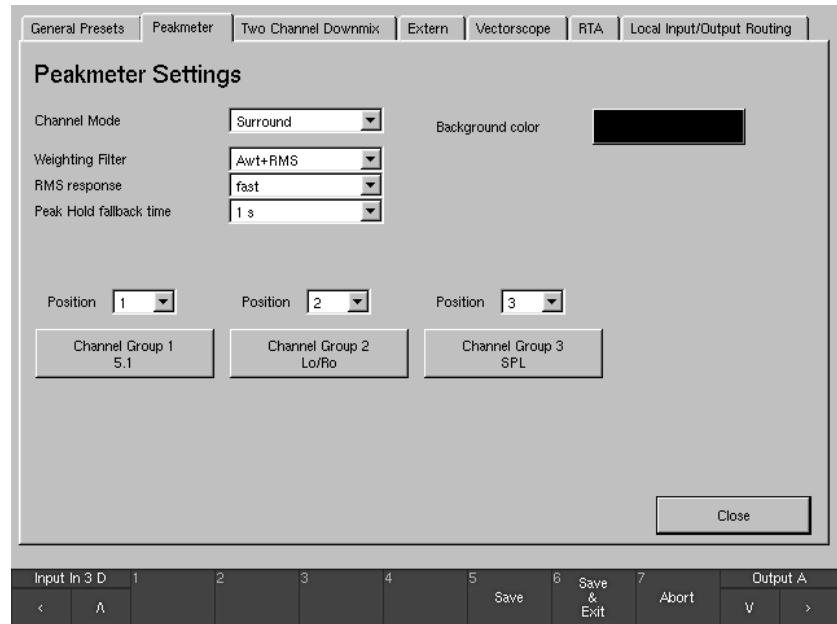 General Presets Peakmeter Two Channel Downmix Extern Vectorscope RTA Local Input/Output Routing
Peakmeter Settings
Channel Mode Surround Background color
Weighting Filter Awt+RMS
RMS response fast
Peak Hold fallback time 1 s
Position 1 Position 2 Position 3
Channel Group 1 Channel Group 2 Channel Group 3
5.1 Lo/Ro SPL
Close
Input In 3 D 1 2 3 4 5 6 7 Output A
< Λ Save Save & Exit Abort V >